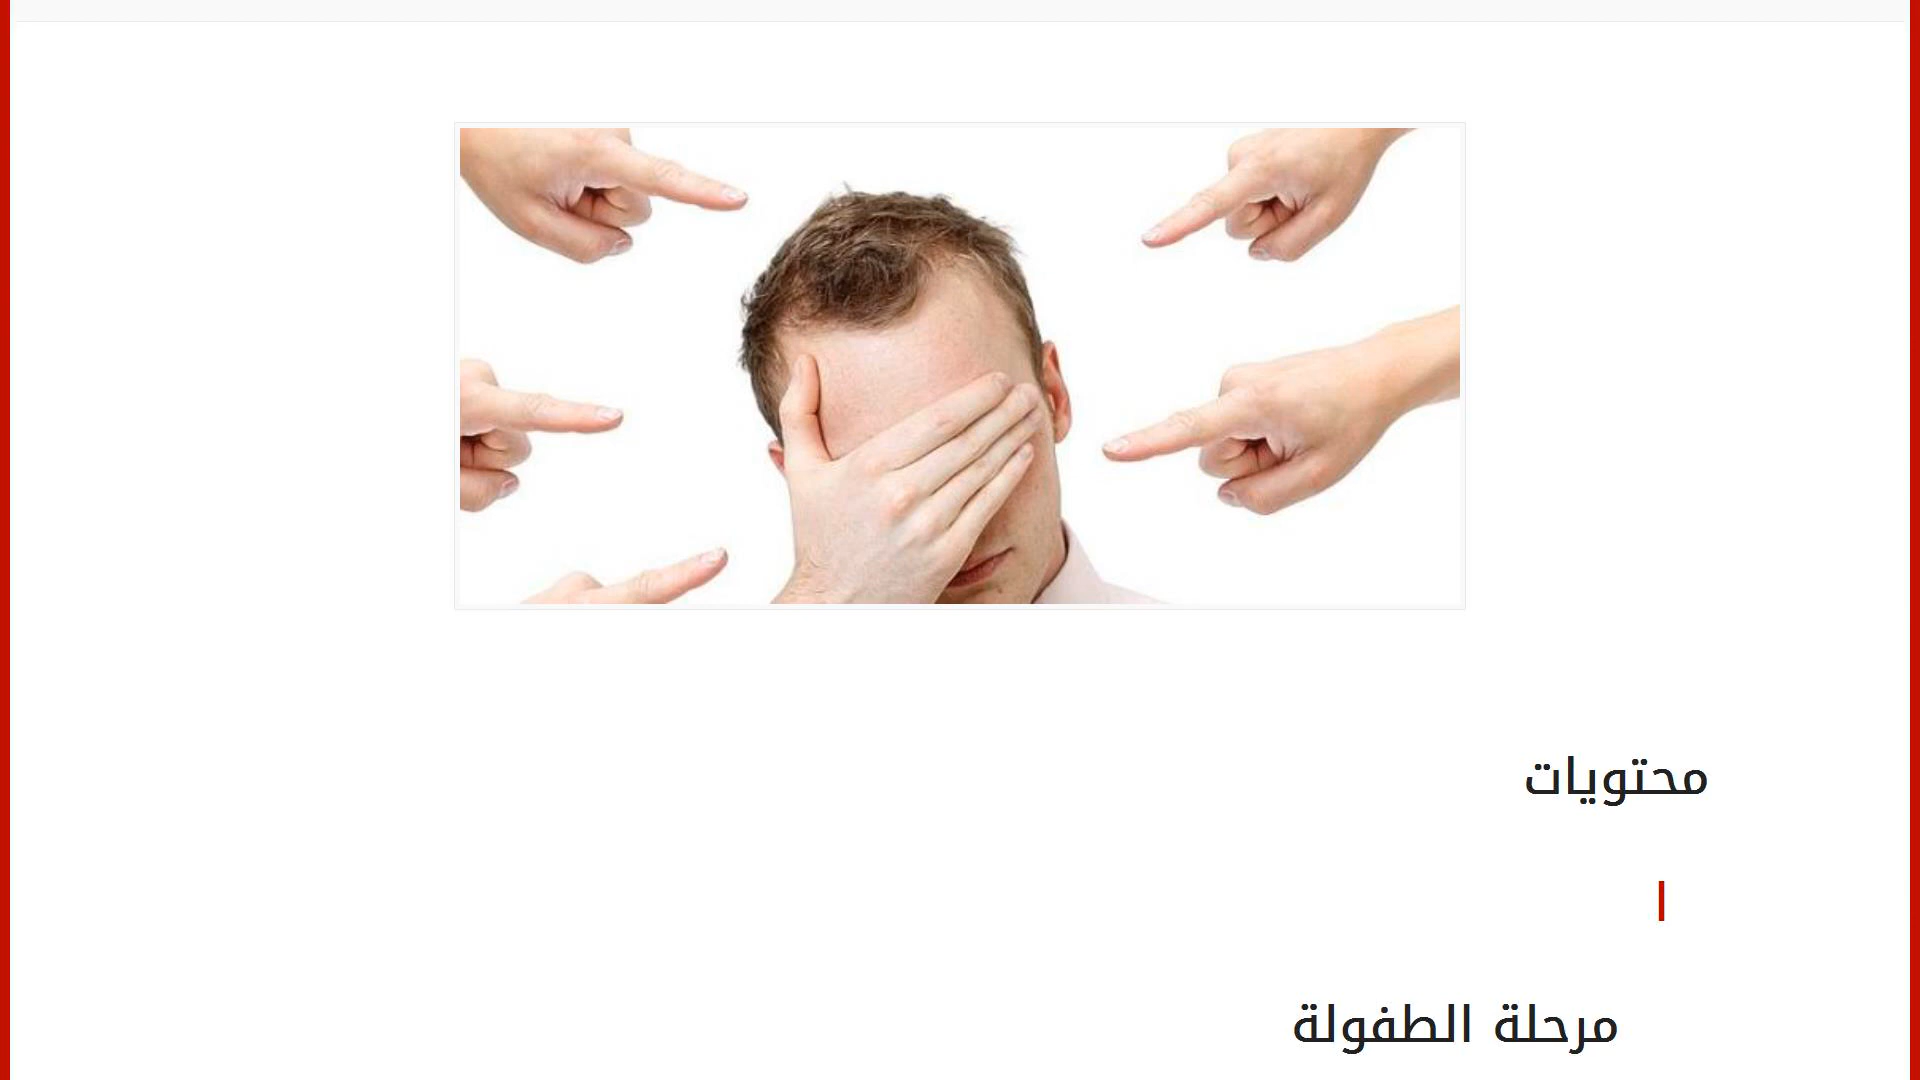 محتويات
ا
مرحلة الطفولة